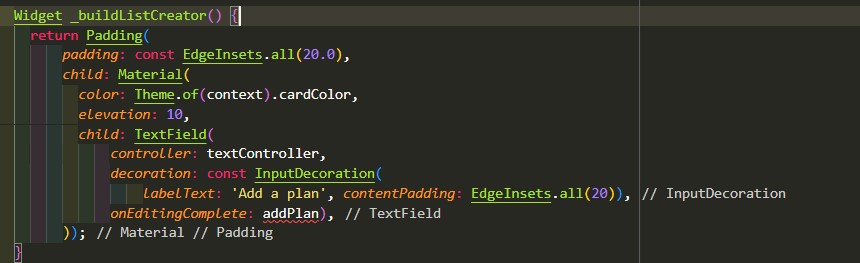 Widget _buildListCreator() {
return Padding(
padding: const EdgeInsets.all(20.0),
child: Material(
color: Theme.of(context).cardColor,
elevation: 10,
child: TextField(
controller: textController,
decoration: const InputDecoration(
labelText: 'Add a plan', contentPadding: EdgeInsets.all(20)), // InputDecoration
onEditingComplete: addPlan), // TextField
)); // Material // Padding
}